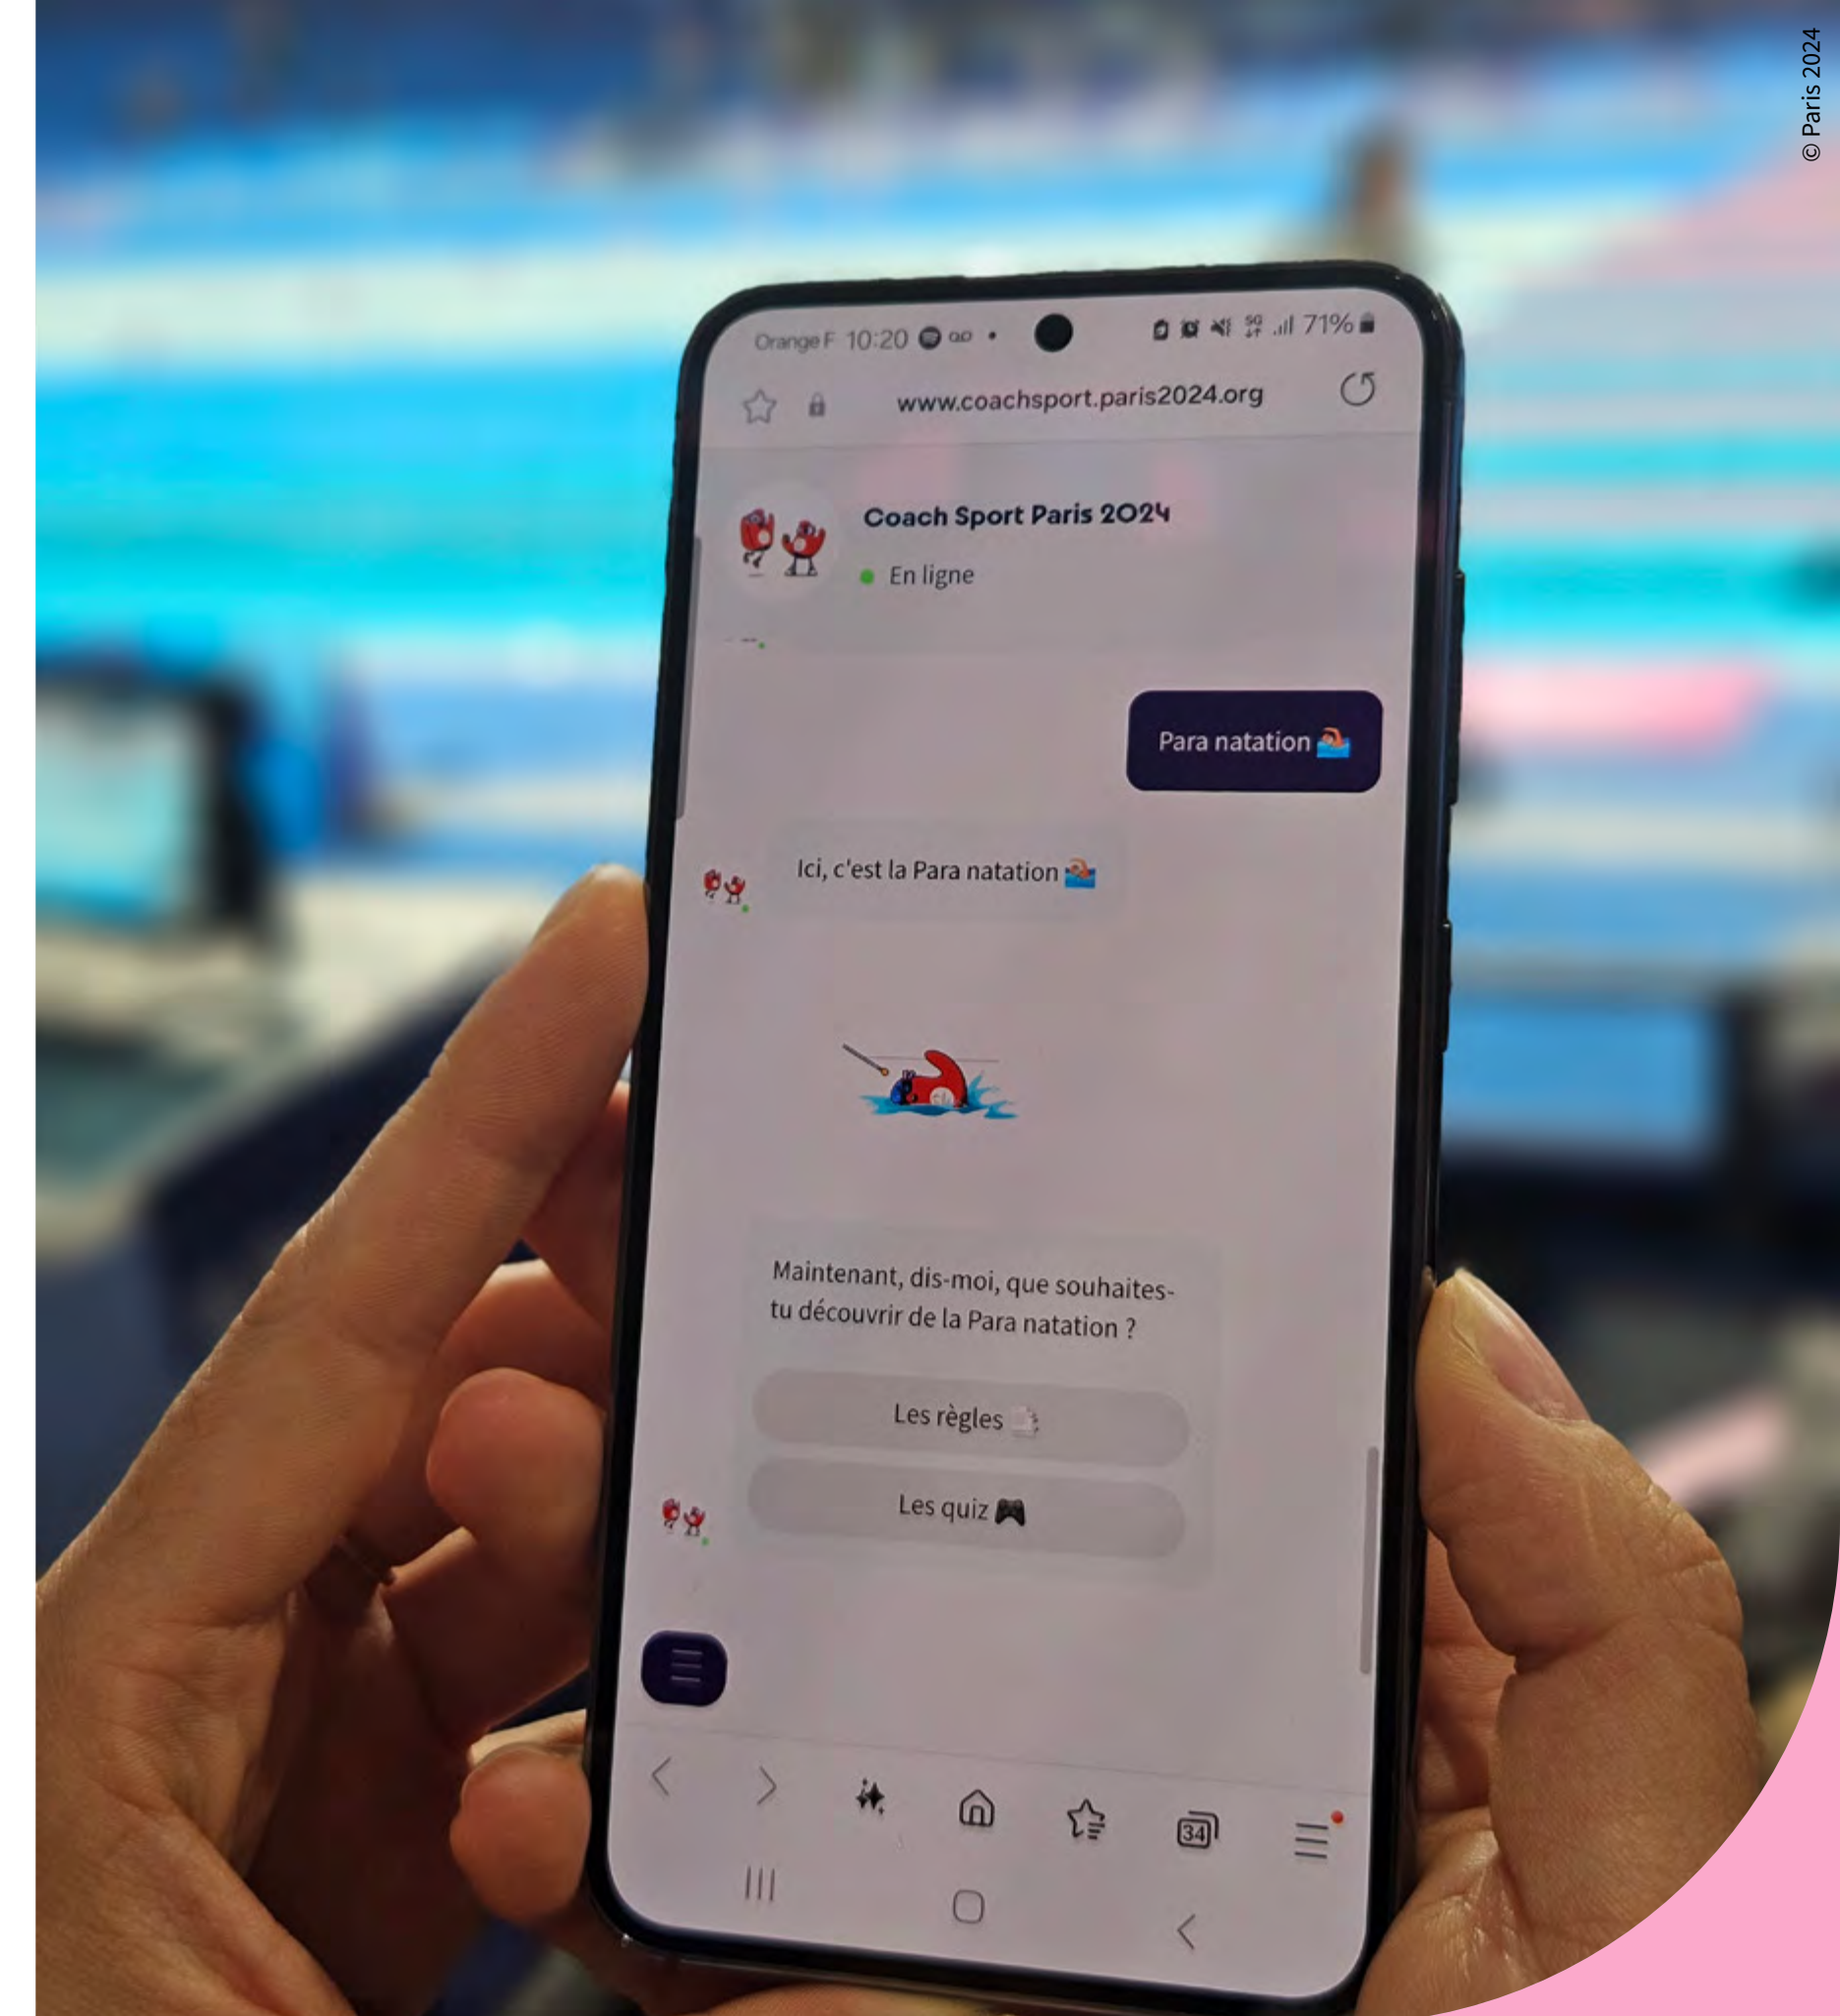 © Paris 2024
Orange F 10:20
5G 71%
www.coachsport.paris2024.org
Coach Sport Paris 2024
En ligne
Para natation
Ici, c'est la Para natation
Maintenant, dis-moi, que souhaites-
tu découvrir de la Para natation ?
Les règles
Les quiz
34